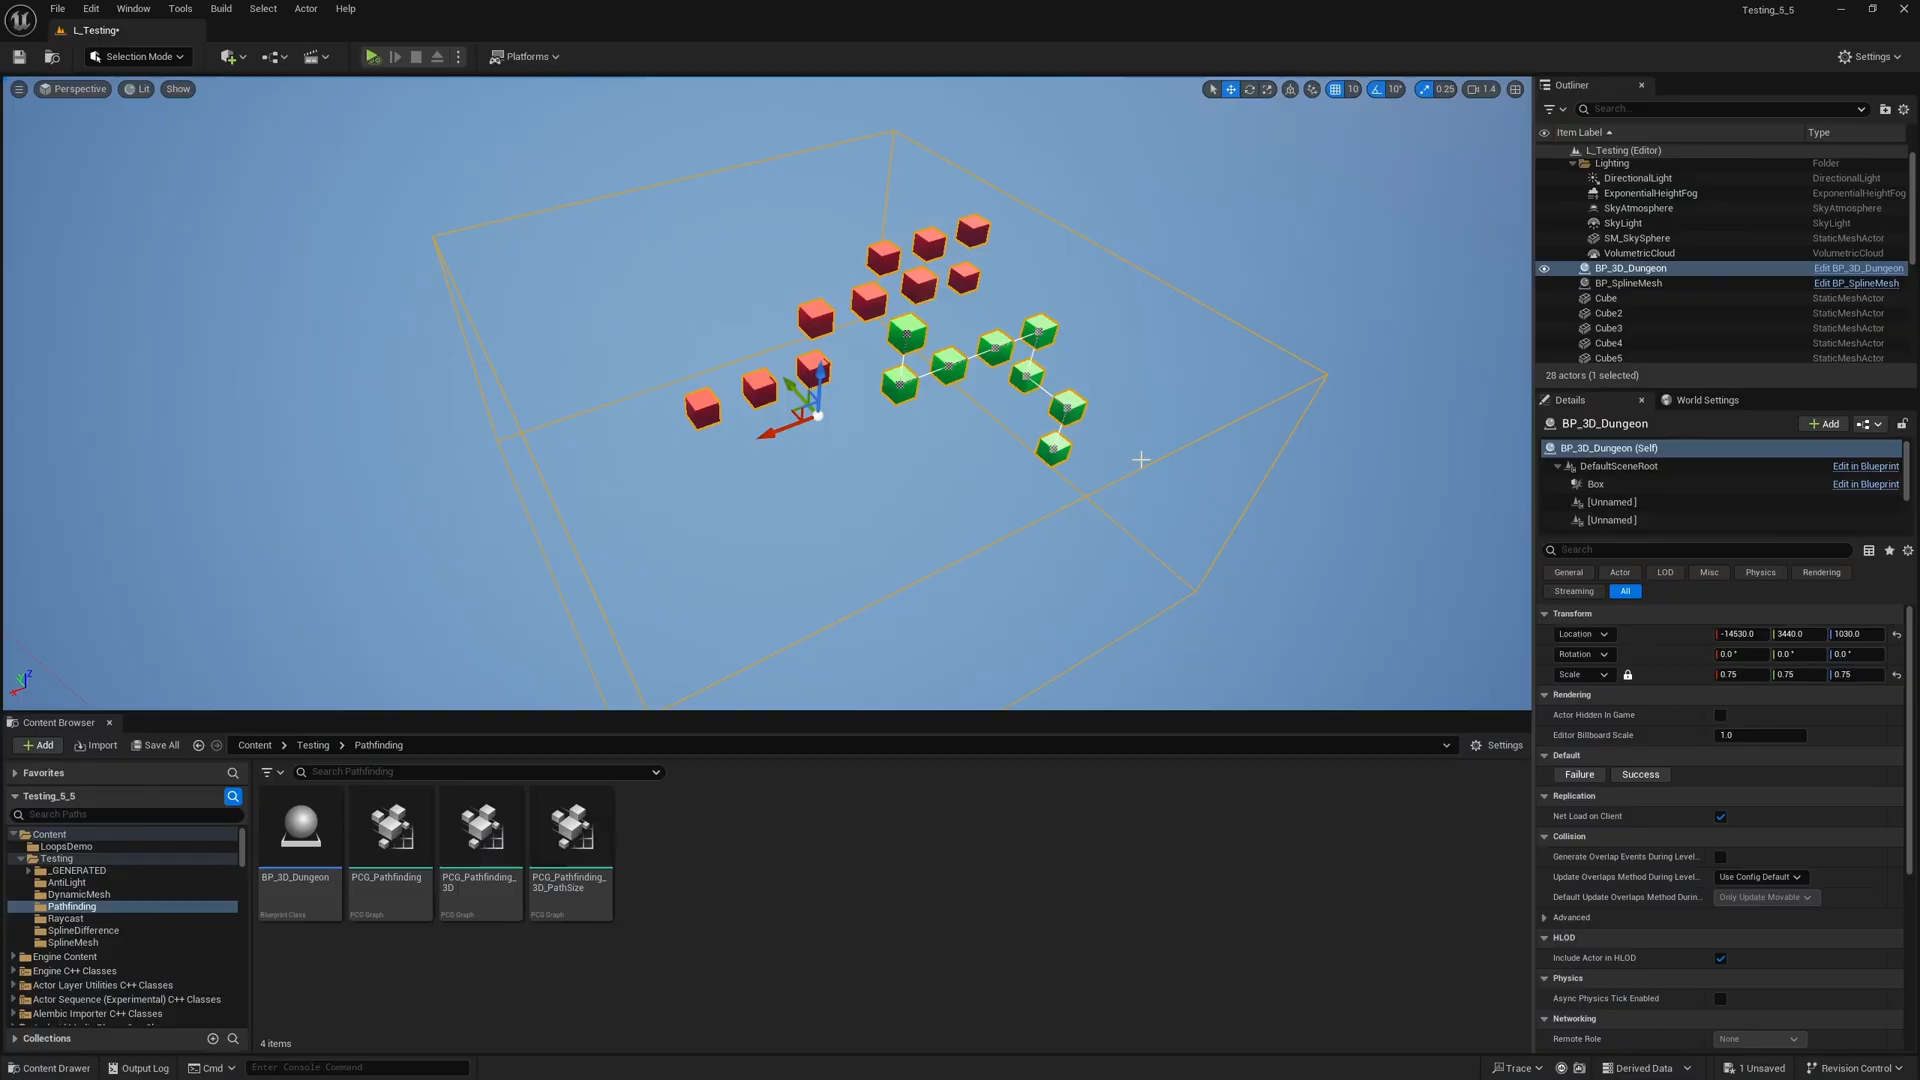 File Edit Window Tools Build Select Actor Help
Testing_5_5
L_Testing*
Selection Mode
Platforms
Settings
Perspective
Lit
Show
10
10°
0.25
1.4
Outliner
Search...
Item Label
Type
L_Testing (Editor)
Lighting Folder
DirectionalLight DirectionalLight
ExponentialHeightFog ExponentialHeightFog
SkyAtmosphere SkyAtmosphere
SkyLight SkyLight
SM_SkySphere StaticMeshActor
VolumetricCloud VolumetricCloud
BP_3D_Dungeon Edit BP_3D_Dungeon
BP_SplineMesh Edit BP_SplineMesh
Cube StaticMeshActor
Cube2 StaticMeshActor
Cube3 StaticMeshActor
Cube4 StaticMeshActor
Cube5 StaticMeshActor
28 actors (1 selected)
Details
World Settings
BP_3D_Dungeon
Add
BP_3D_Dungeon (Self)
DefaultSceneRoot Edit in Blueprint
Box Edit in Blueprint
[Unnamed]
[Unnamed]
Search
General Actor LOD Misc Physics Rendering
Streaming All
Transform
Location -14530.0 3440.0 1030.0
Rotation 0.0 ° 0.0 ° 0.0 °
Scale 0.75 0.75 0.75
Rendering
Actor Hidden In Game
Editor Billboard Scale 1.0
Default
Failure Success
Replication
Net Load on Client
Collision
Generate Overlap Events During Level...
Update Overlaps Method During Level... Use Config Default
Default Update Overlaps Method Durin... Only Update Movable
Advanced
HLOD
Include Actor in HLOD
Physics
Async Physics Tick Enabled
Networking
Remote Role None
Z
X
Content Browser
Add Import Save All
Content > Testing > Pathfinding
Settings
Favorites
Testing_5_5
Search Paths
Content
LoopsDemo
Testing
_GENERATED
AntiLight
DynamicMesh
Pathfinding
Raycast
SplineDifference
SplineMesh
Engine Content
Engine C++ Classes
Actor Layer Utilities C++ Classes
Actor Sequence (Experimental) C++ Classes
Alembic Importer C++ Classes
Collections
Search Pathfinding
BP_3D_Dungeon
Blueprint Class
PCG_Pathfinding
PCG Graph
PCG_Pathfinding_
3D
PCG Graph
PCG_Pathfinding_
3D_PathSize
PCG Graph
4 items
Content Drawer
Output Log
Cmd
Enter Console Command
Trace
Derived Data
1 Unsaved
Revision Control